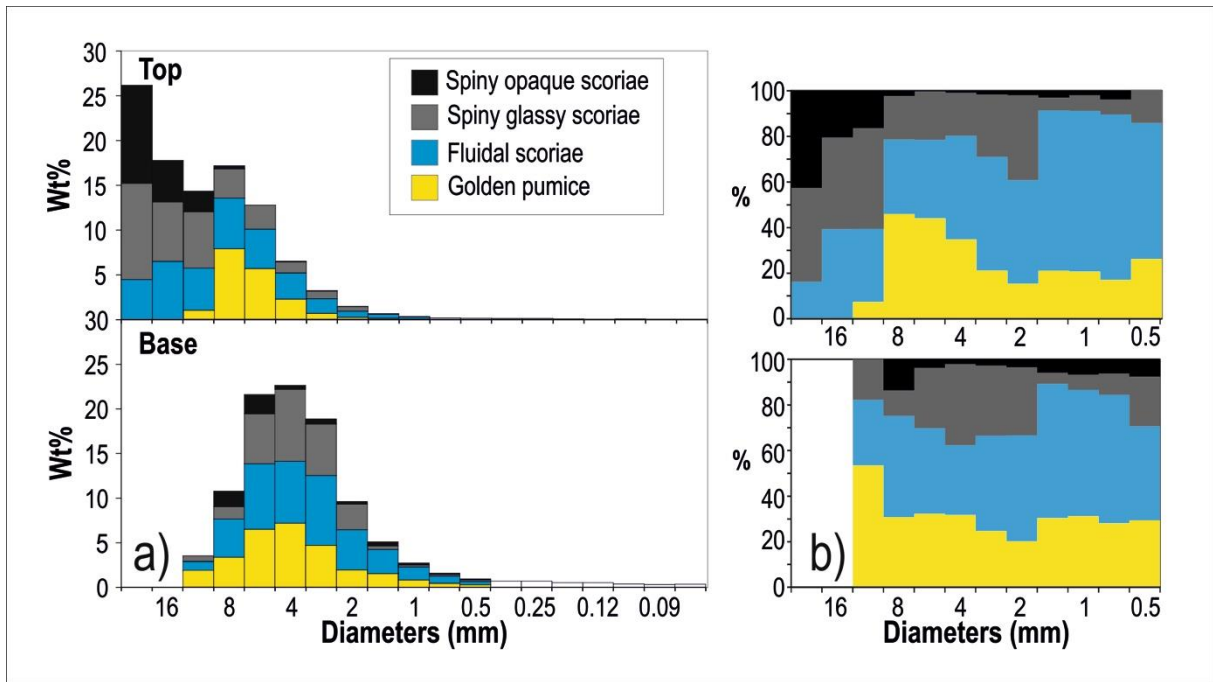 30
25
20
15
10
5
Wt%
Top
Spiny opaque scoriae
Spiny glassy scoriae
Fluidal scoriae
Golden pumice
30
25
20
15
10
5
0
Wt%
Base
a)
16 8 4 2 1 0.5 0.25 0.12 0.09
Diameters (mm)
100
80
60
40
20
0
%
16 8 4 2 1 0.5
100
80
60
40
20
0
%
b)
16 8 4 2 1 0.5
Diameters (mm)